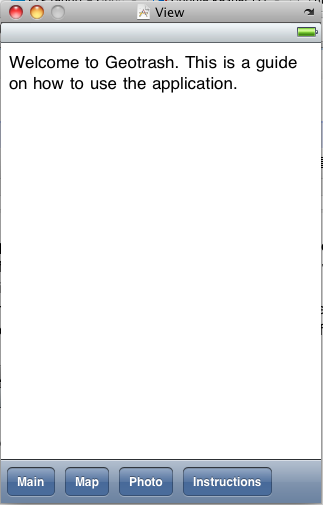 View
Welcome to Geotrash. This is a guide
on how to use the application.
Main Map Photo Instructions